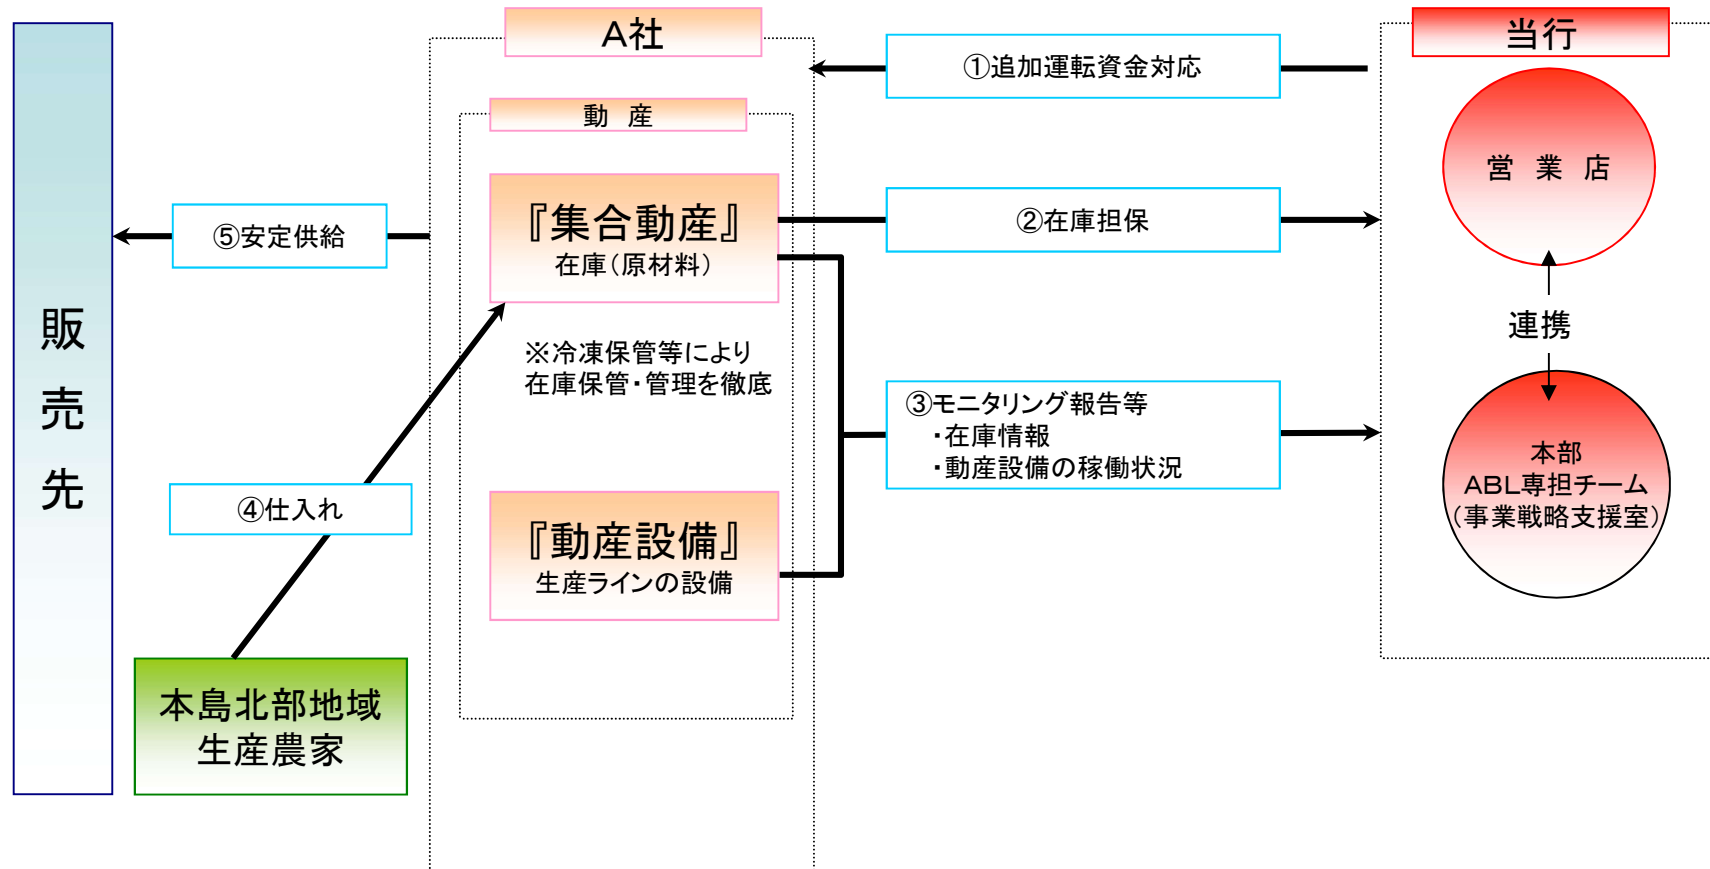 A社
当行
①追加運転資金対応
動 産
営 業 店
『集合動産』
在庫(原材料)
②在庫担保
⑤安定供給
連携
※冷凍保管等により
在庫保管・管理を徹底
販
売
先
③モニタリング報告等
・在庫情報
・動産設備の稼働状況
本部
ABL専担チーム
(事業戦略支援室)
④仕入れ
『動産設備』
生産ラインの設備
本島北部地域
生産農家